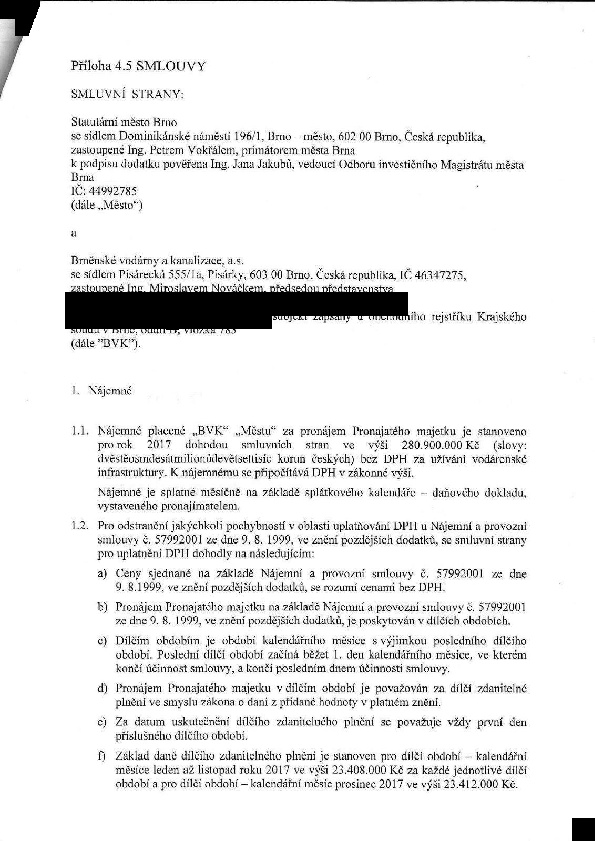 Příloha 4.5 SMLOUVY
SMLUVNÍ STRANY:
Statutární město Brno
se sídlem Dominikánské náměstí 196/1, Brno – město, 602 00 Brno, Česká republika,
zastoupené Ing. Petrem Vokřálem, primátorem města Brna
k podpisu dodatku pověřena Ing. Jana Jakubů, vedoucí Odboru investičního Magistrátu města
Brna
IČ: 44992785
(dále „Město“)
a
Brněnské vodárny a kanalizace, a.s.
se sídlem Pisárecká 555/1a, Pisárky, 603 00 Brno, Česká republika, IČ 46347275,
zastoupené Ing. Miroslavem Nováčkem, předsedou představenstva
subjekt zapsaný u obchodního rejstříku Krajského
soudu v Brně, oddíl B, vložka 783
(dále "BVK").
1. Nájemné
1.1. Nájemné placené „BVK“ „Městu“ za pronájem Pronajatého majetku je stanoveno
pro rok 2017 dohodou smluvních stran ve výši 280.900.000 Kč (slovy:
dvěstěosmdesátmilionůdevětsettisíc korun českých) bez DPH za užívání vodárenské
infrastruktury. K nájemnému se připočítává DPH v zákonné výši.
Nájemné je splatné měsíčně na základě splátkového kalendáře – daňového dokladu,
vystaveného pronajímatelem.
1.2. Pro odstranění jakýchkoli pochybností v oblasti uplatňování DPH u Nájemní a provozní
smlouvy č. 57992001 ze dne 9. 8. 1999, ve znění pozdějších dodatků, se smluvní strany
pro uplatnění DPH dohodly na následujícím:
a) Ceny sjednané na základě Nájemní a provozní smlouvy č. 57992001 ze dne
9. 8.1999, ve znění pozdějších dodatků, se rozumí cenami bez DPH.
b) Pronájem Pronajatého majetku na základě Nájemní a provozní smlouvy č. 57992001
ze dne 9. 8. 1999, ve znění pozdějších dodatků, je poskytován v dílčích obdobích.
c) Dílčím obdobím je období kalendářního měsíce s výjimkou posledního dílčího
období. Poslední dílčí období začíná běžet 1. den kalendářního měsíce, ve kterém
končí účinnost smlouvy, a končí posledním dnem účinnosti smlouvy.
d) Pronájem Pronajatého majetku v dílčím období je považován za dílčí zdanitelné
plnění ve smyslu zákona o dani z přidané hodnoty v platném znění.
e) Za datum uskutečnění dílčího zdanitelného plnění se považuje vždy první den
příslušného dílčího období.
f) Základ daně dílčího zdanitelného plnění je stanoven pro dílčí období – kalendářní
měsíce leden až listopad roku 2017 ve výši 23.408.000 Kč za každé jednotlivé dílčí
období a pro dílčí období – kalendářní měsíc prosinec 2017 ve výši 23.412.000 Kč.